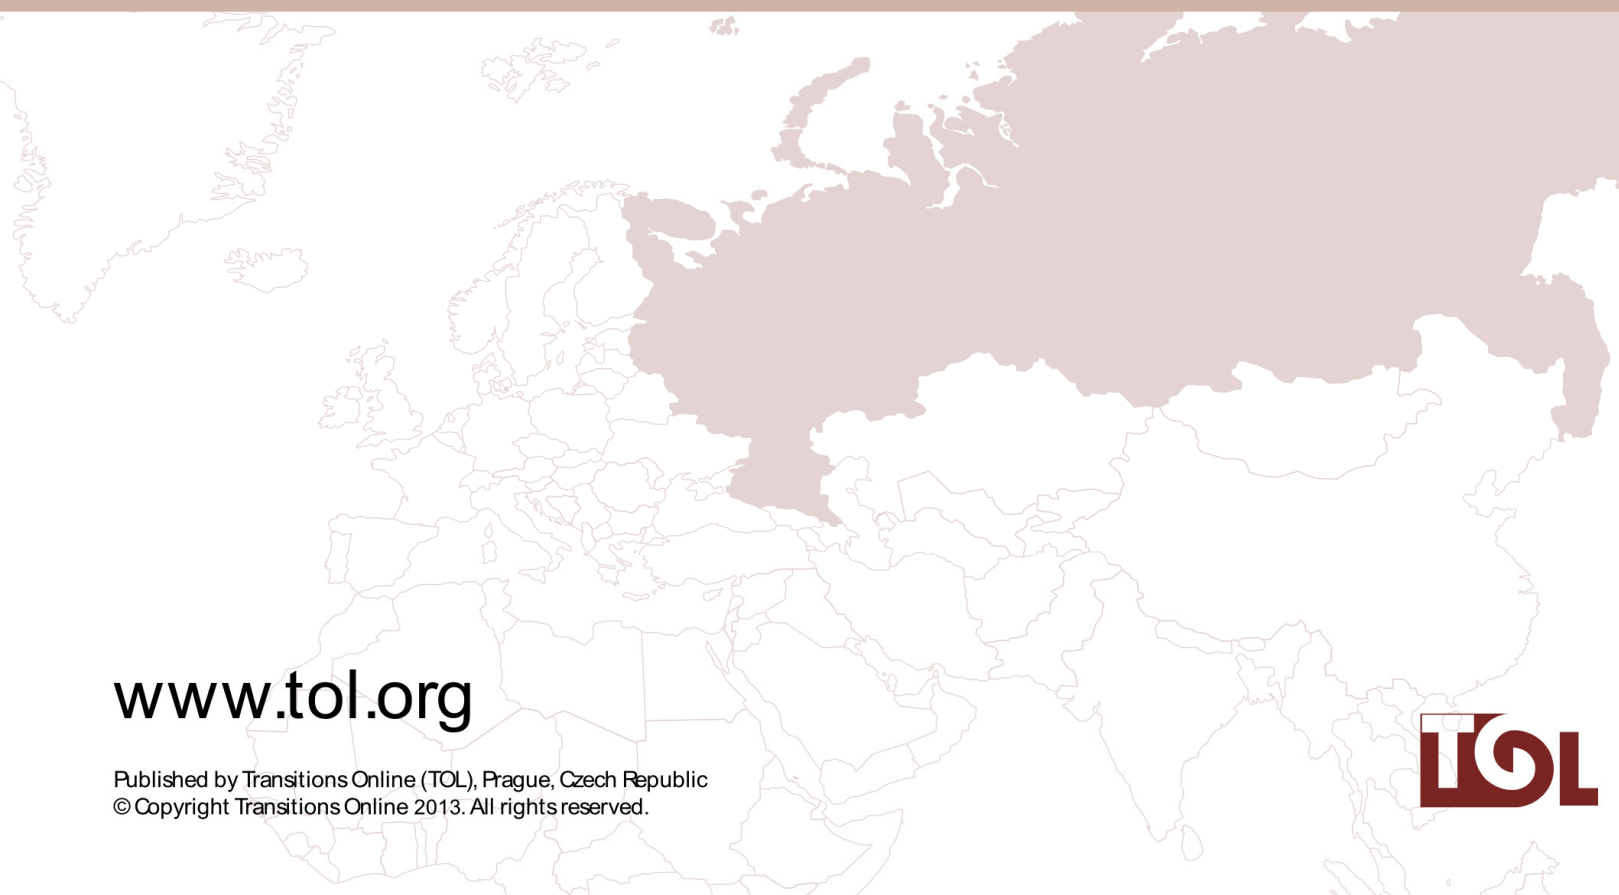 www.tol.org
Published by Transitions Online (TOL), Prague, Czech Republic
© Copyright Transitions Online 2013. All rights reserved.
TOL